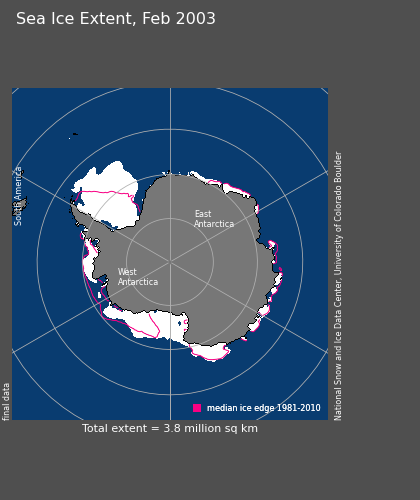 Sea Ice Extent, Feb 2003
South America
East
Antarctica
West
Antarctica
National Snow and Ice Data Center, University of Colorado Boulder
final data
median ice edge 1981-2010
Total extent = 3.8 million sq km